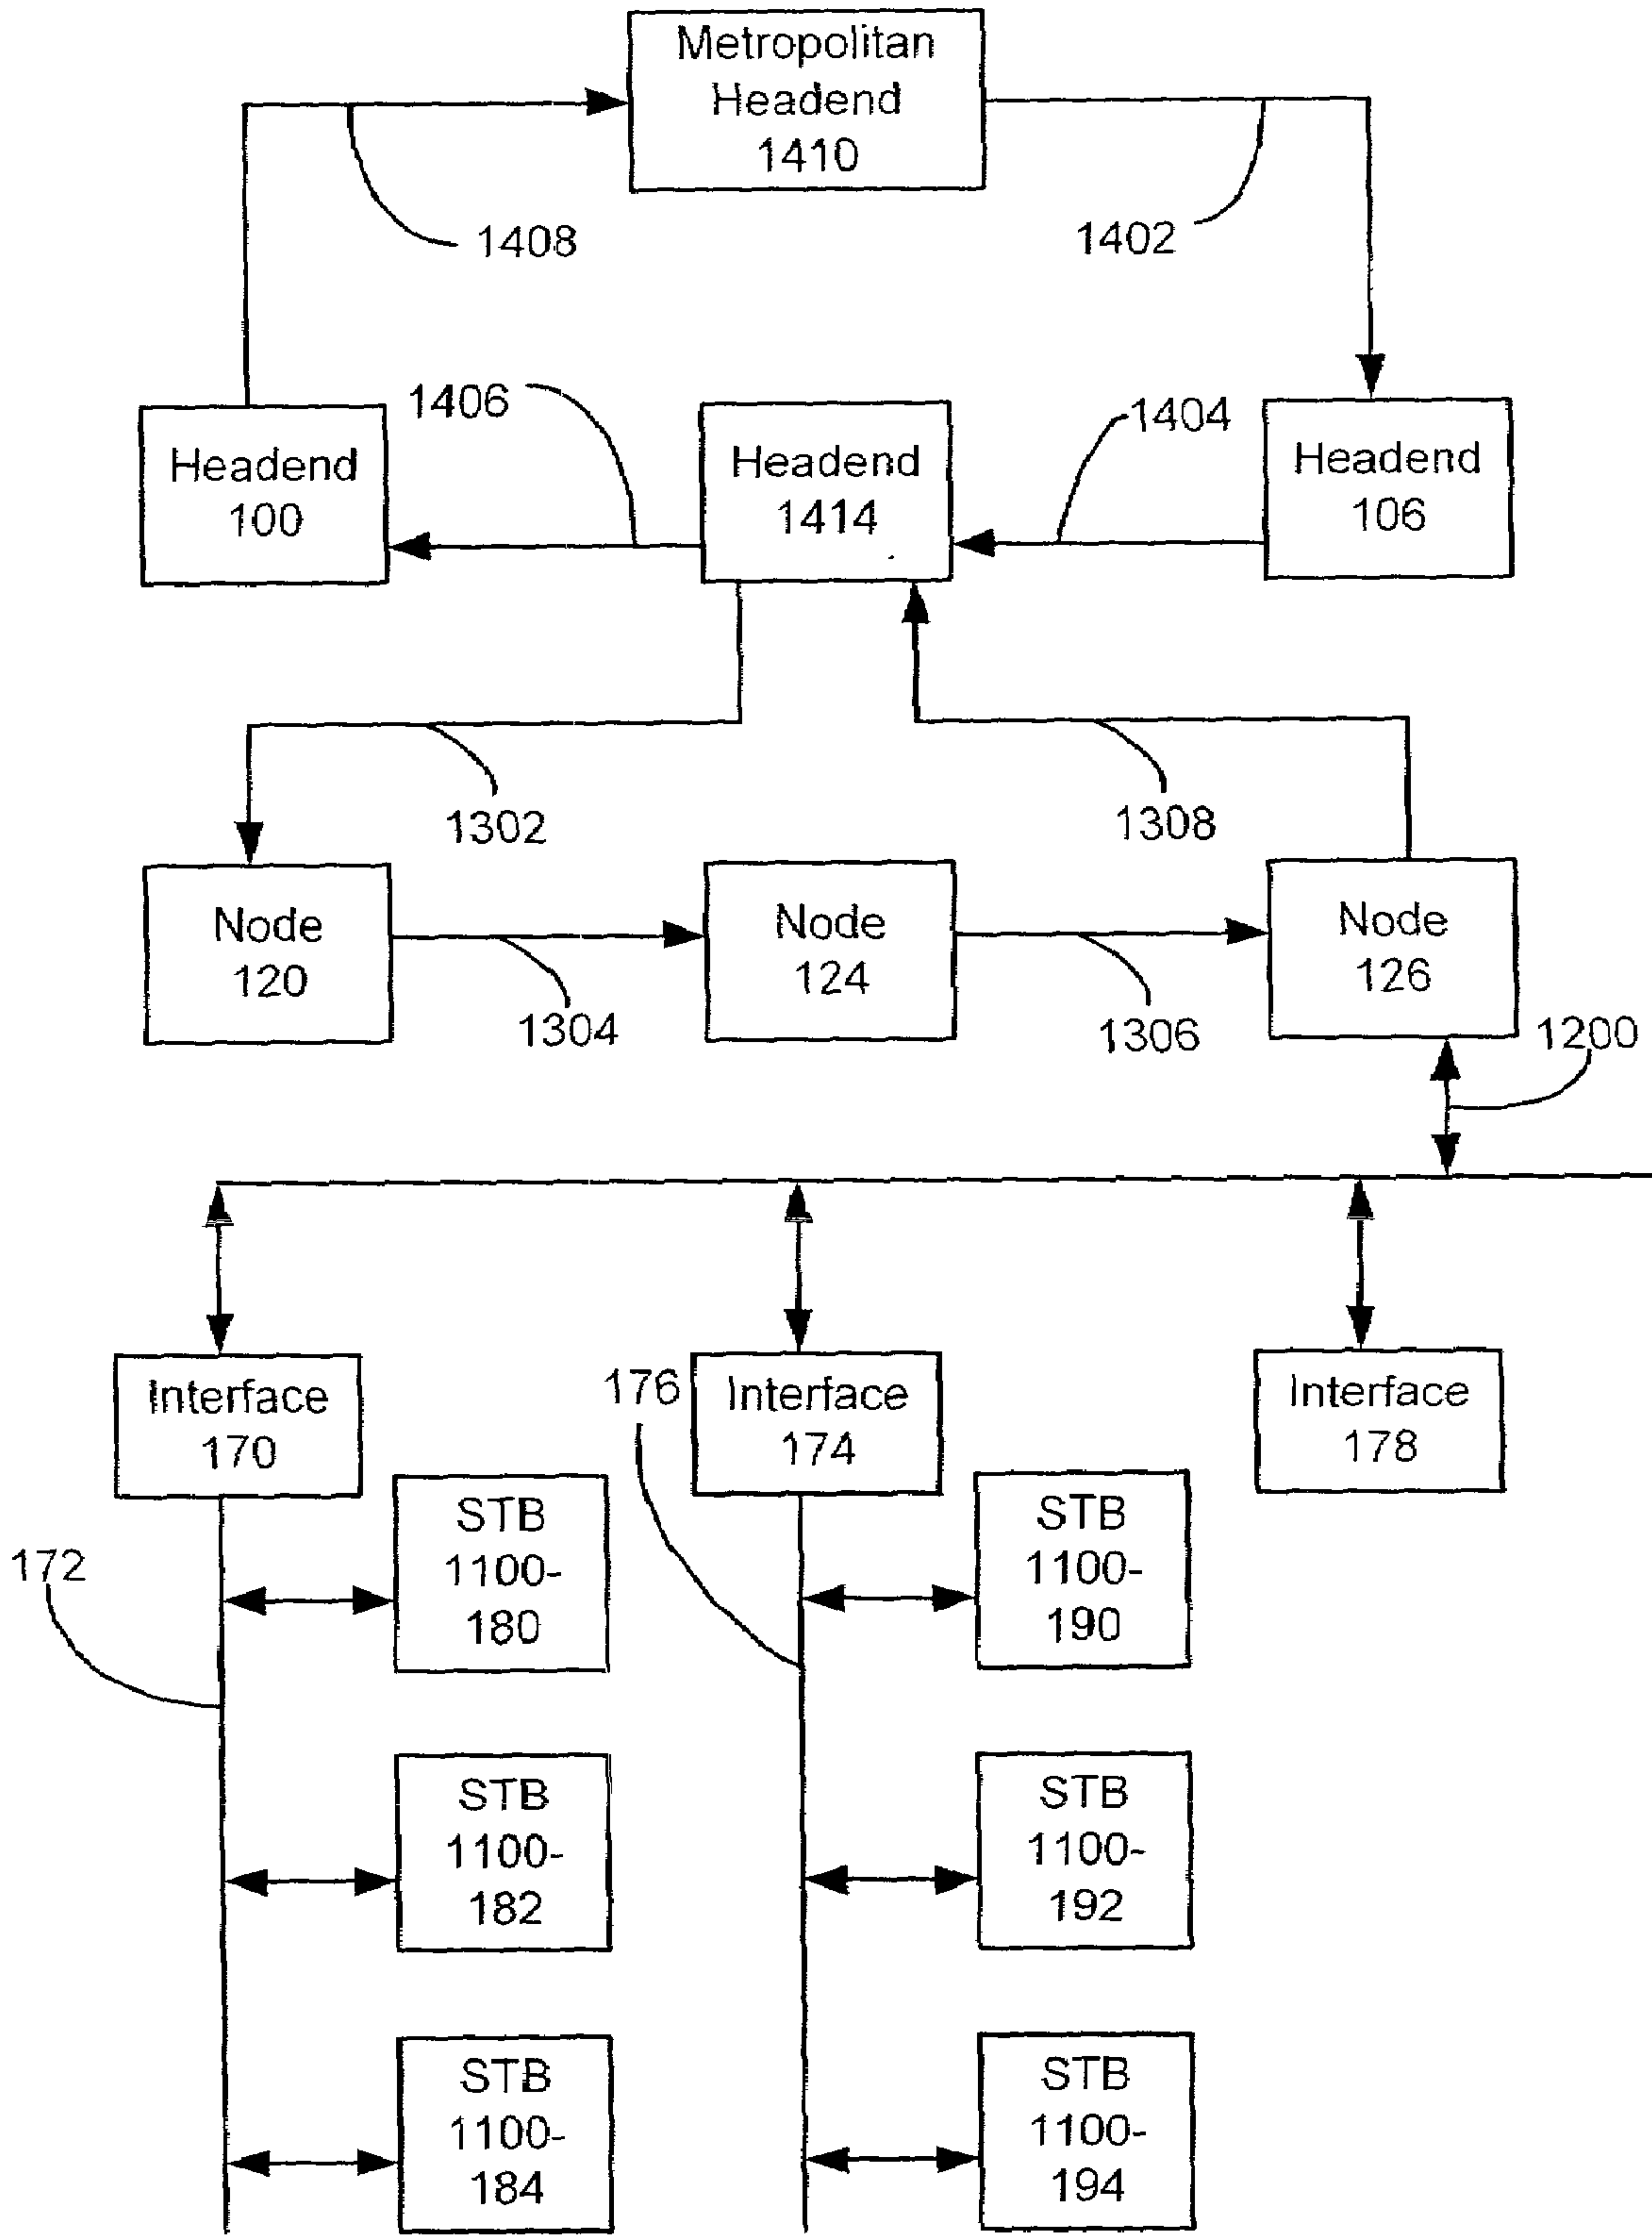 Metropolitan
Headend
1410
1408
1402
1406
1404
Headend
100
Headend
1414
Headend
106
1302
1308
Node
120
Node
124
Node
126
1304
1306
1200
Interface
170
176
Interface
174
Interface
178
172
STB
1100-
180
STB
1100-
190
STB
1100-
182
STB
1100-
192
STB
1100-
184
STB
1100-
194